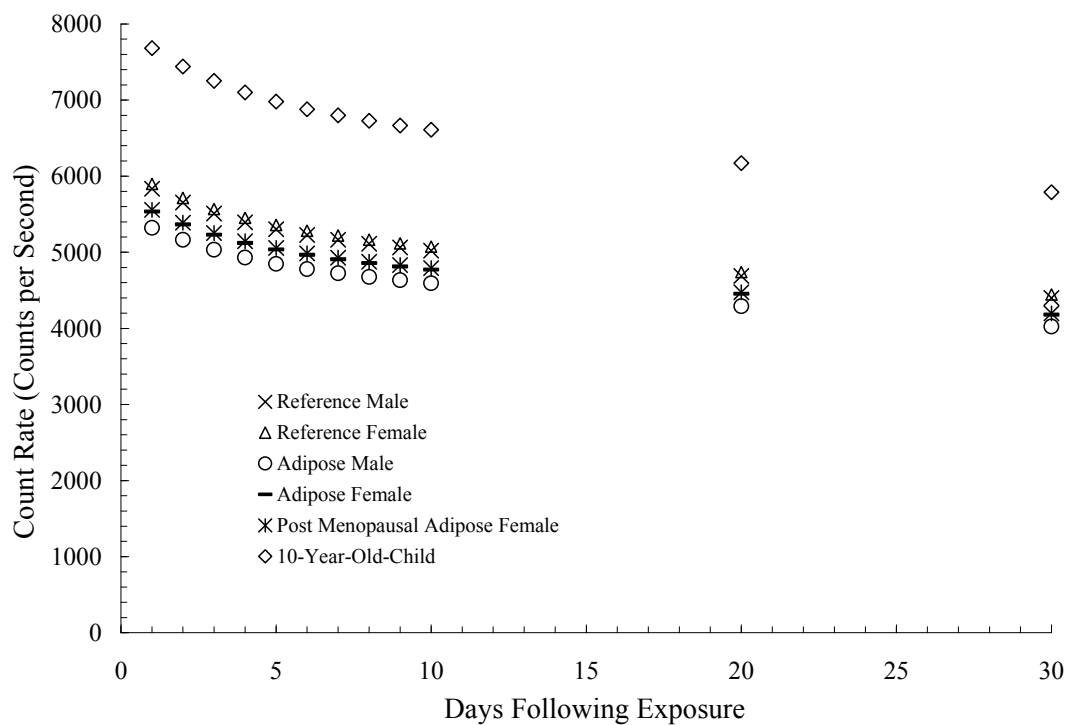 8000
7000
6000
5000
4000
3000
2000
1000
0
Count Rate (Counts per Second)
Reference Male
Reference Female
Adipose Male
Adipose Female
Post Menopausal Adipose Female
10-Year-Old-Child
0 5 10 15 20 25 30
Days Following Exposure